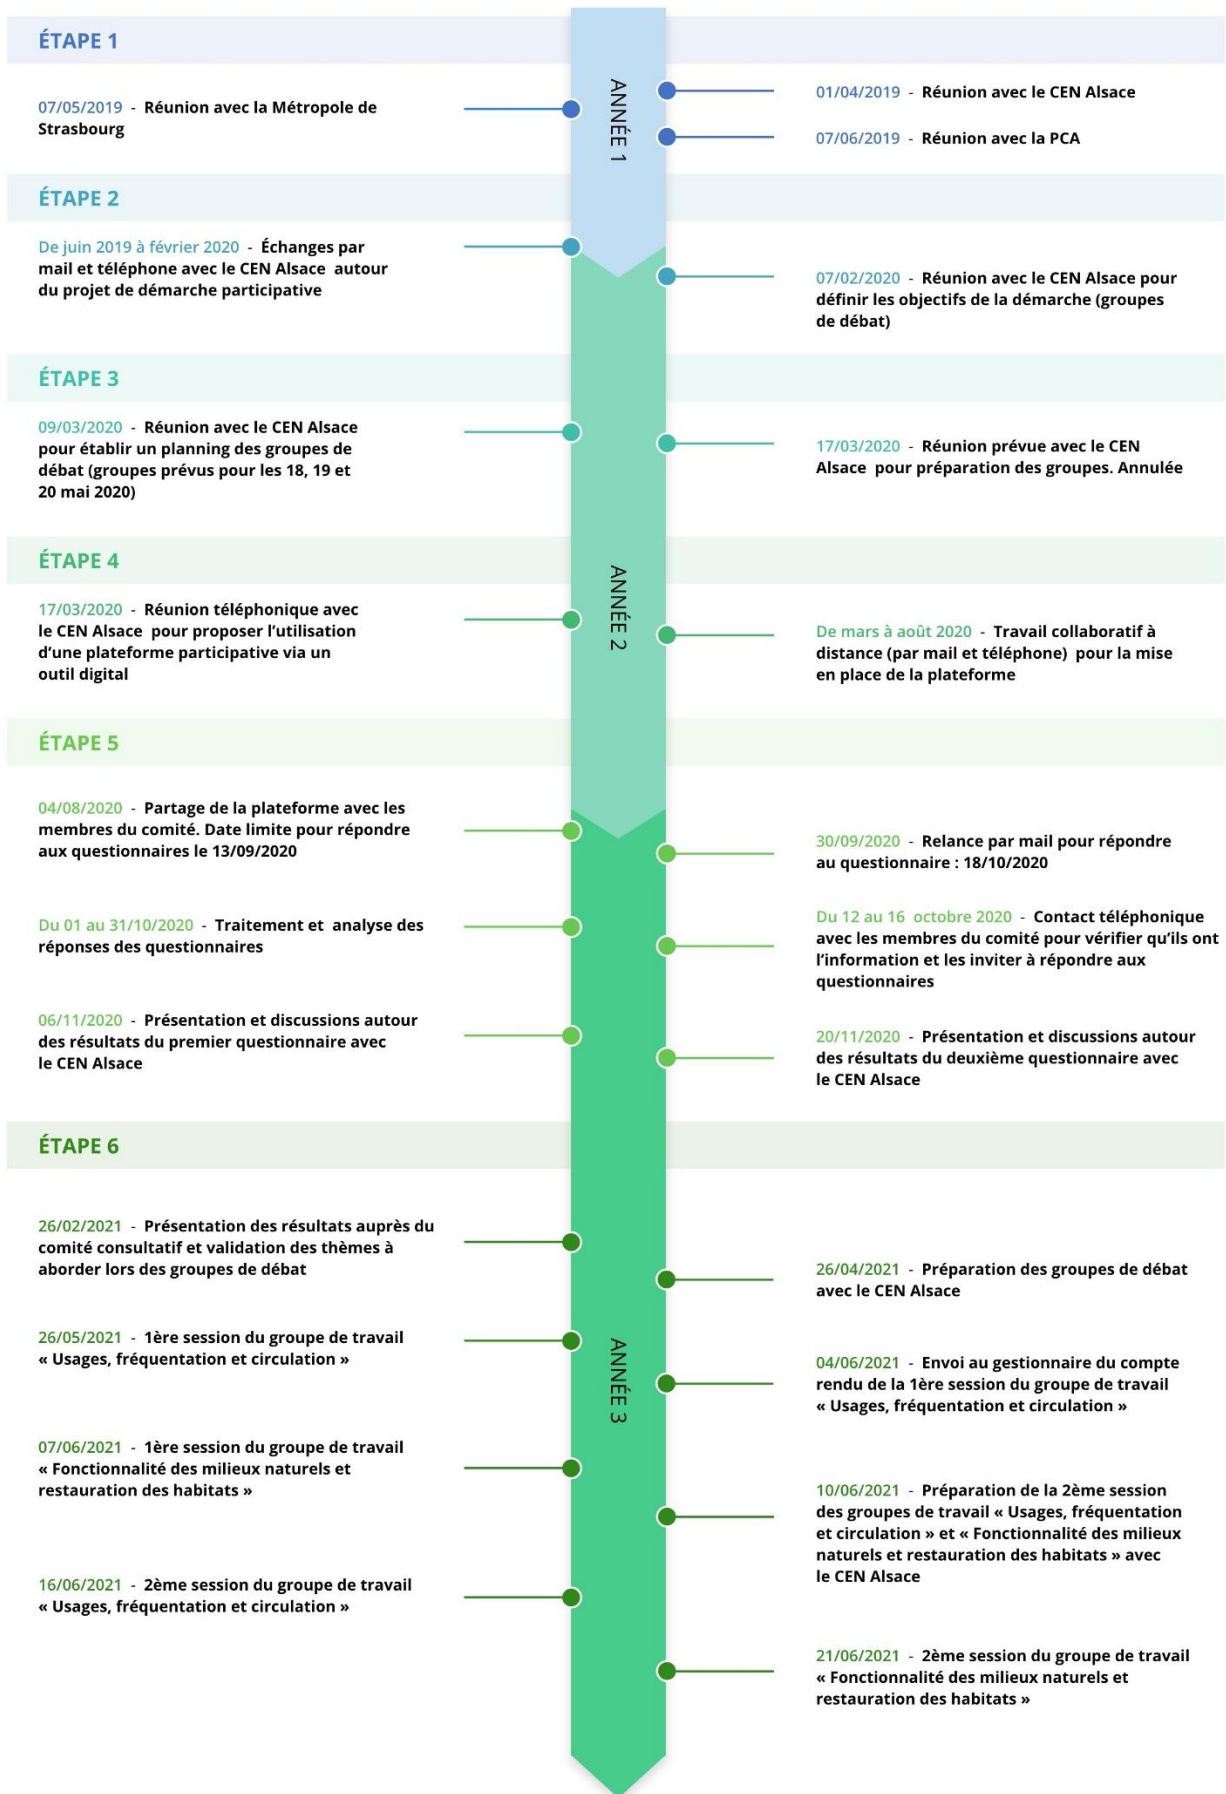 ÉTAPE 1
07/05/2019 - Réunion avec la Métropole de
Strasbourg
01/04/2019 - Réunion avec le CEN Alsace
07/06/2019 - Réunion avec la PCA
ANNÉE 1
ÉTAPE 2
De juin 2019 à février 2020 - Échanges par
mail et téléphone avec le CEN Alsace autour
du projet de démarche participative
07/02/2020 - Réunion avec le CEN Alsace pour
définir les objectifs de la démarche (groupes
de débat)
ÉTAPE 3
09/03/2020 - Réunion avec le CEN Alsace
pour établir un planning des groupes de
débat (groupes prévus pour les 18, 19 et
20 mai 2020)
17/03/2020 - Réunion prévue avec le CEN
Alsace pour préparation des groupes. Annulée
ANNÉE 2
ÉTAPE 4
17/03/2020 - Réunion téléphonique avec
le CEN Alsace pour proposer l'utilisation
d'une plateforme participative via un
outil digital
De mars à août 2020 - Travail collaboratif à
distance (par mail et téléphone) pour la mise
en place de la plateforme
ÉTAPE 5
04/08/2020 - Partage de la plateforme avec les
membres du comité. Date limite pour répondre
aux questionnaires le 13/09/2020
30/09/2020 - Relance par mail pour répondre
au questionnaire : 18/10/2020
Du 01 au 31/10/2020 - Traitement et analyse des
réponses des questionnaires
Du 12 au 16 octobre 2020 - Contact téléphonique
avec les membres du comité pour vérifier qu'ils ont
l'information et les inviter à répondre aux
questionnaires
06/11/2020 - Présentation et discussions autour
des résultats du premier questionnaire avec
le CEN Alsace
20/11/2020 - Présentation et discussions autour
des résultats du deuxième questionnaire avec
le CEN Alsace
ÉTAPE 6
26/02/2021 - Présentation des résultats auprès du
comité consultatif et validation des thèmes à
aborder lors des groupes de débat
26/04/2021 - Préparation des groupes de débat
avec le CEN Alsace
ANNÉE 3
26/05/2021 - 1ère session du groupe de travail
« Usages, fréquentation et circulation »
04/06/2021 - Envoi au gestionnaire du compte
rendu de la 1ère session du groupe de travail
« Usages, fréquentation et circulation »
07/06/2021 - 1ère session du groupe de travail
« Fonctionnalité des milieux naturels et
restauration des habitats »
10/06/2021 - Préparation de la 2ème session
des groupes de travail « Usages, fréquentation
et circulation » et « Fonctionnalité des milieux
naturels et restauration des habitats » avec
le CEN Alsace
16/06/2021 - 2ème session du groupe de travail
« Usages, fréquentation et circulation »
21/06/2021 - 2ème session du groupe de travail
« Fonctionnalité des milieux naturels et
restauration des habitats »